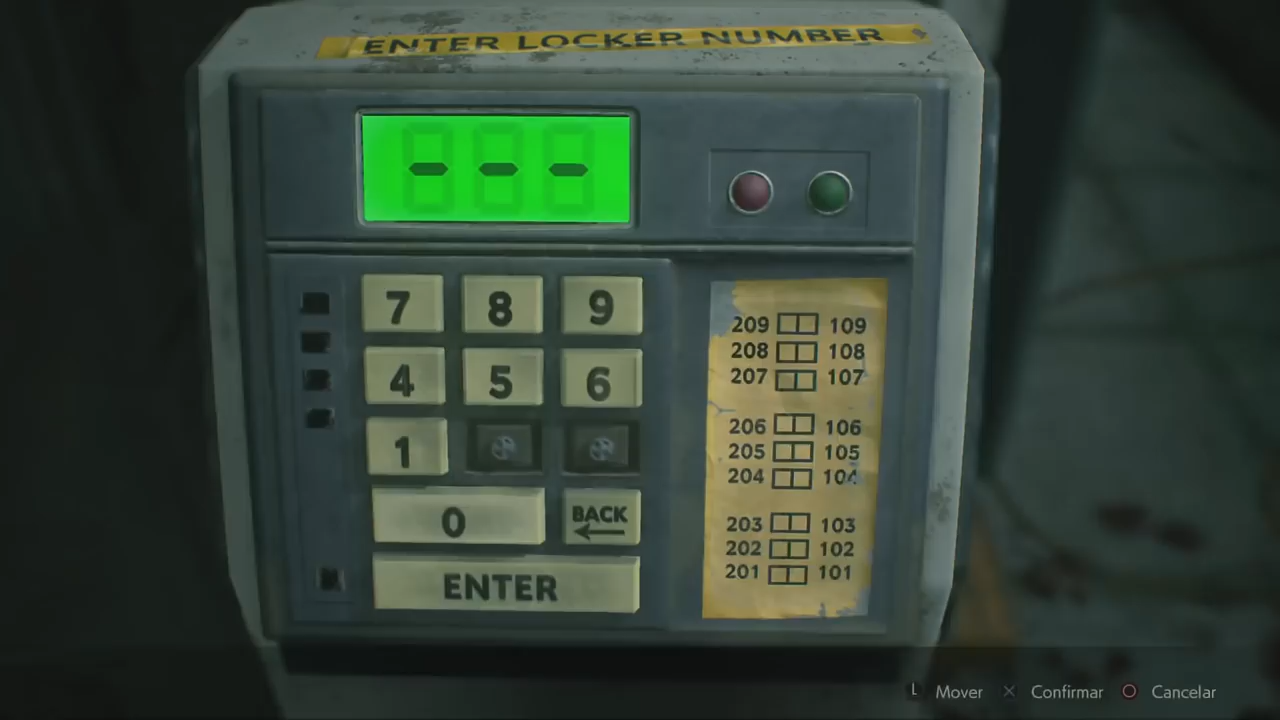 ENTER LOCKER NUMBER
- - -
7 8 9
4 5 6
1
0 BACK
ENTER
209 109
208 108
207 107
206 106
205 105
204 104
203 103
202 102
201 101
L Mover X Confirmar O Cancelar